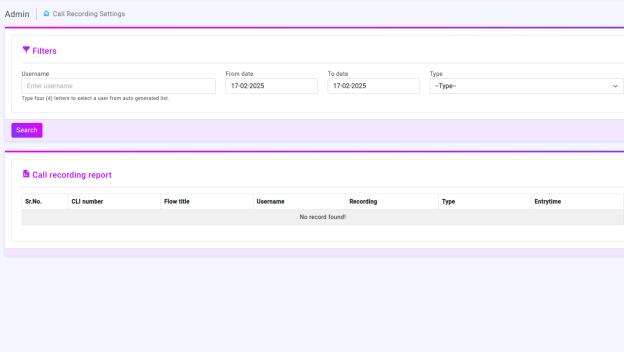 Admin Call Recording Settings
Filters
Username From date To date Type
Enter username 17-02-2025 17-02-2025 --Type--
Type four (4) letters to select a user from auto generated list.
Search
Call recording report
Sr.No. CLI number Flow title Username Recording Type Entrytime
No record found!